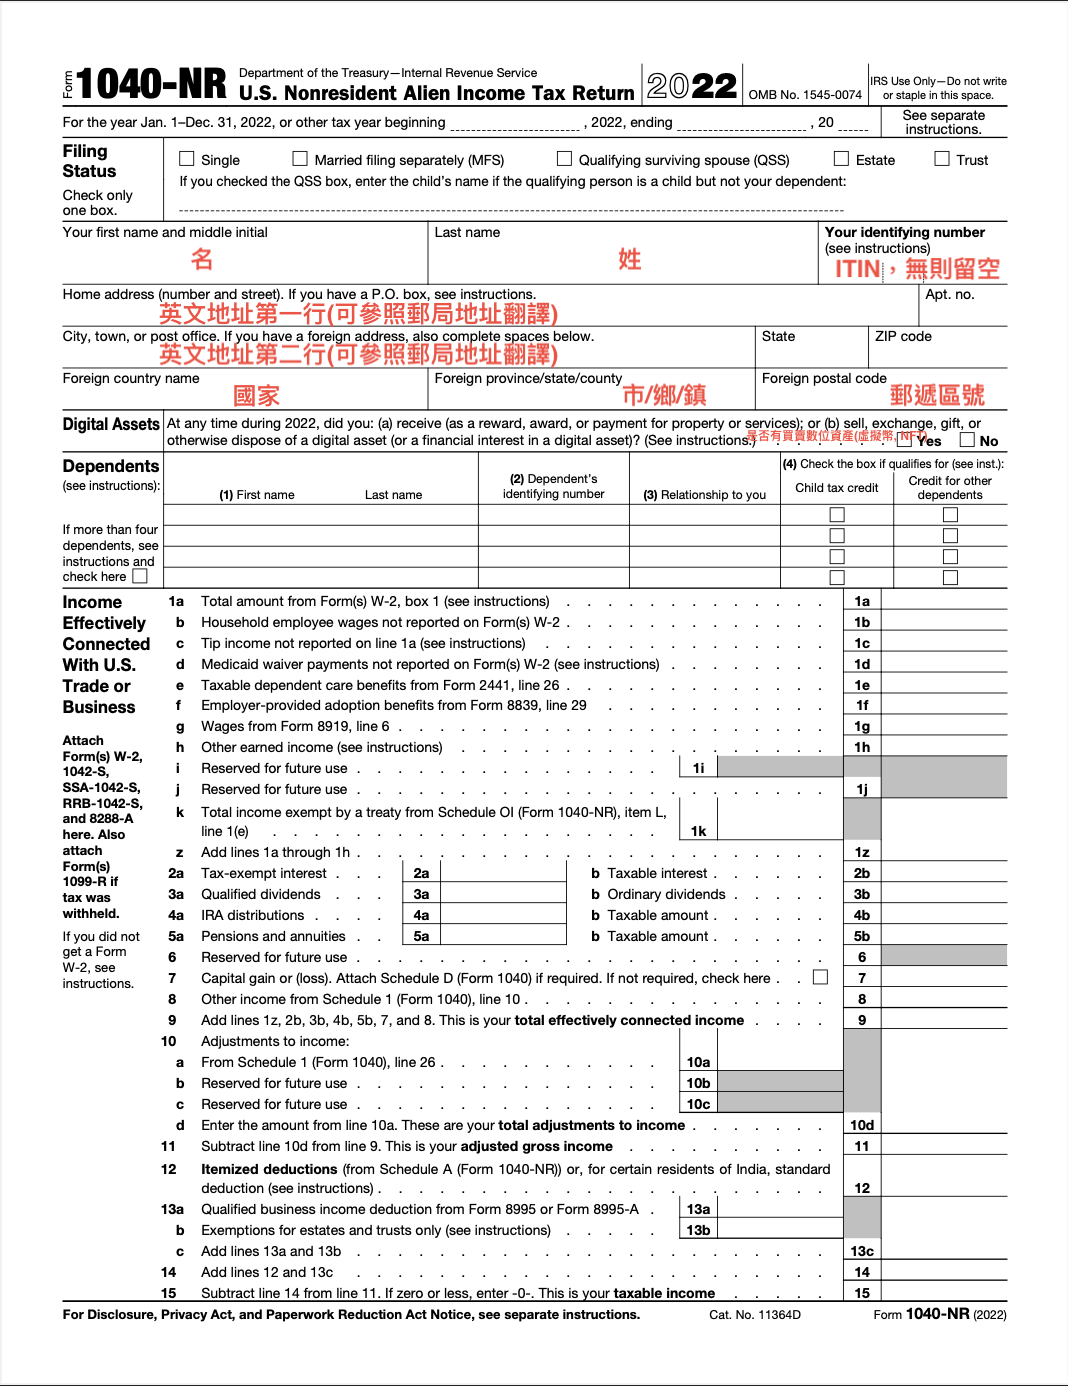 Form 1040-NR
Department of the Treasury—Internal Revenue Service
U.S. Nonresident Alien Income Tax Return
2022
OMB No. 1545-0074
IRS Use Only—Do not write
or staple in this space.
For the year Jan. 1–Dec. 31, 2022, or other tax year beginning , 2022, ending , 20
See separate
instructions.
Filing
Status
Check only
one box.
Single
Married filing separately (MFS)
Qualifying surviving spouse (QSS)
Estate
Trust
If you checked the QSS box, enter the child's name if the qualifying person is a child but not your dependent:
Your first name and middle initial
名
Last name
姓
Your identifying number
(see instructions)
ITIN，無則留空
Home address (number and street). If you have a P.O. box, see instructions.
英文地址第一行(可參照郵局地址翻譯)
Apt. no.
City, town, or post office. If you have a foreign address, also complete spaces below.
英文地址第二行(可參照郵局地址翻譯)
State
ZIP code
Foreign country name
國家
Foreign province/state/county
市/鄉/鎮
Foreign postal code
郵遞區號
Digital Assets
At any time during 2022, did you: (a) receive (as a reward, award, or payment for property or services); or (b) sell, exchange, gift, or
otherwise dispose of a digital asset (or a financial interest in a digital asset)? (See instructions.)
是否有買賣數位資產(虛擬幣, NFT)
Yes
No
Dependents
(see instructions):
If more than four
dependents, see
instructions and
check here
(1) First name Last name
(2) Dependent's
identifying number
(3) Relationship to you
(4) Check the box if qualifies for (see inst.):
Child tax credit
Credit for other
dependents
Income
Effectively
Connected
With U.S.
Trade or
Business
Attach
Form(s) W-2,
1042-S,
SSA-1042-S,
RRB-1042-S,
and 8288-A
here. Also
attach
Form(s)
1099-R if
tax was
withheld.
If you did not
get a Form
W-2, see
instructions.
1a Total amount from Form(s) W-2, box 1 (see instructions) . . . . . . . . . . . . . 1a
b Household employee wages not reported on Form(s) W-2 . . . . . . . . . . . . . 1b
c Tip income not reported on line 1a (see instructions) . . . . . . . . . . . . . . 1c
d Medicaid waiver payments not reported on Form(s) W-2 (see instructions) . . . . . . . . 1d
e Taxable dependent care benefits from Form 2441, line 26 . . . . . . . . . . . . . 1e
f Employer-provided adoption benefits from Form 8839, line 29 . . . . . . . . . . . 1f
g Wages from Form 8919, line 6 . . . . . . . . . . . . . . . . . . . . . 1g
h Other earned income (see instructions) . . . . . . . . . . . . . . . . . . 1h
i Reserved for future use . . . . . . . . . . . . . . . 1i
j Reserved for future use . . . . . . . . . . . . . . . . . . . . . . . 1j
k Total income exempt by a treaty from Schedule OI (Form 1040-NR), item L,
line 1(e) . . . . . . . . . . . . . . . . . . . 1k
z Add lines 1a through 1h . . . . . . . . . . . . . . . . . . . . . . . 1z
2a Tax-exempt interest . . . 2a b Taxable interest . . . . . . 2b
3a Qualified dividends . . . 3a b Ordinary dividends . . . . . 3b
4a IRA distributions . . . . 4a b Taxable amount . . . . . . 4b
5a Pensions and annuities . . 5a b Taxable amount . . . . . . 5b
6 Reserved for future use . . . . . . . . . . . . . . . . . . . . . . . 6
7 Capital gain or (loss). Attach Schedule D (Form 1040) if required. If not required, check here . . 7
8 Other income from Schedule 1 (Form 1040), line 10 . . . . . . . . . . . . . . . 8
9 Add lines 1z, 2b, 3b, 4b, 5b, 7, and 8. This is your total effectively connected income . . . . 9
10 Adjustments to income:
a From Schedule 1 (Form 1040), line 26 . . . . . . . . . . . 10a
b Reserved for future use . . . . . . . . . . . . . . . 10b
c Reserved for future use . . . . . . . . . . . . . . . 10c
d Enter the amount from line 10a. These are your total adjustments to income . . . . . . . 10d
11 Subtract line 10d from line 9. This is your adjusted gross income . . . . . . . . . . 11
12 Itemized deductions (from Schedule A (Form 1040-NR)) or, for certain residents of India, standard
deduction (see instructions) . . . . . . . . . . . . . . . . . . . . . . 12
13a Qualified business income deduction from Form 8995 or Form 8995-A . 13a
b Exemptions for estates and trusts only (see instructions) . . . . . 13b
c Add lines 13a and 13b . . . . . . . . . . . . . . . . . . . . . . . 13c
14 Add lines 12 and 13c . . . . . . . . . . . . . . . . . . . . . . . 14
15 Subtract line 14 from line 11. If zero or less, enter -0-. This is your taxable income . . . . . 15
For Disclosure, Privacy Act, and Paperwork Reduction Act Notice, see separate instructions.
Cat. No. 11364D
Form 1040-NR (2022)